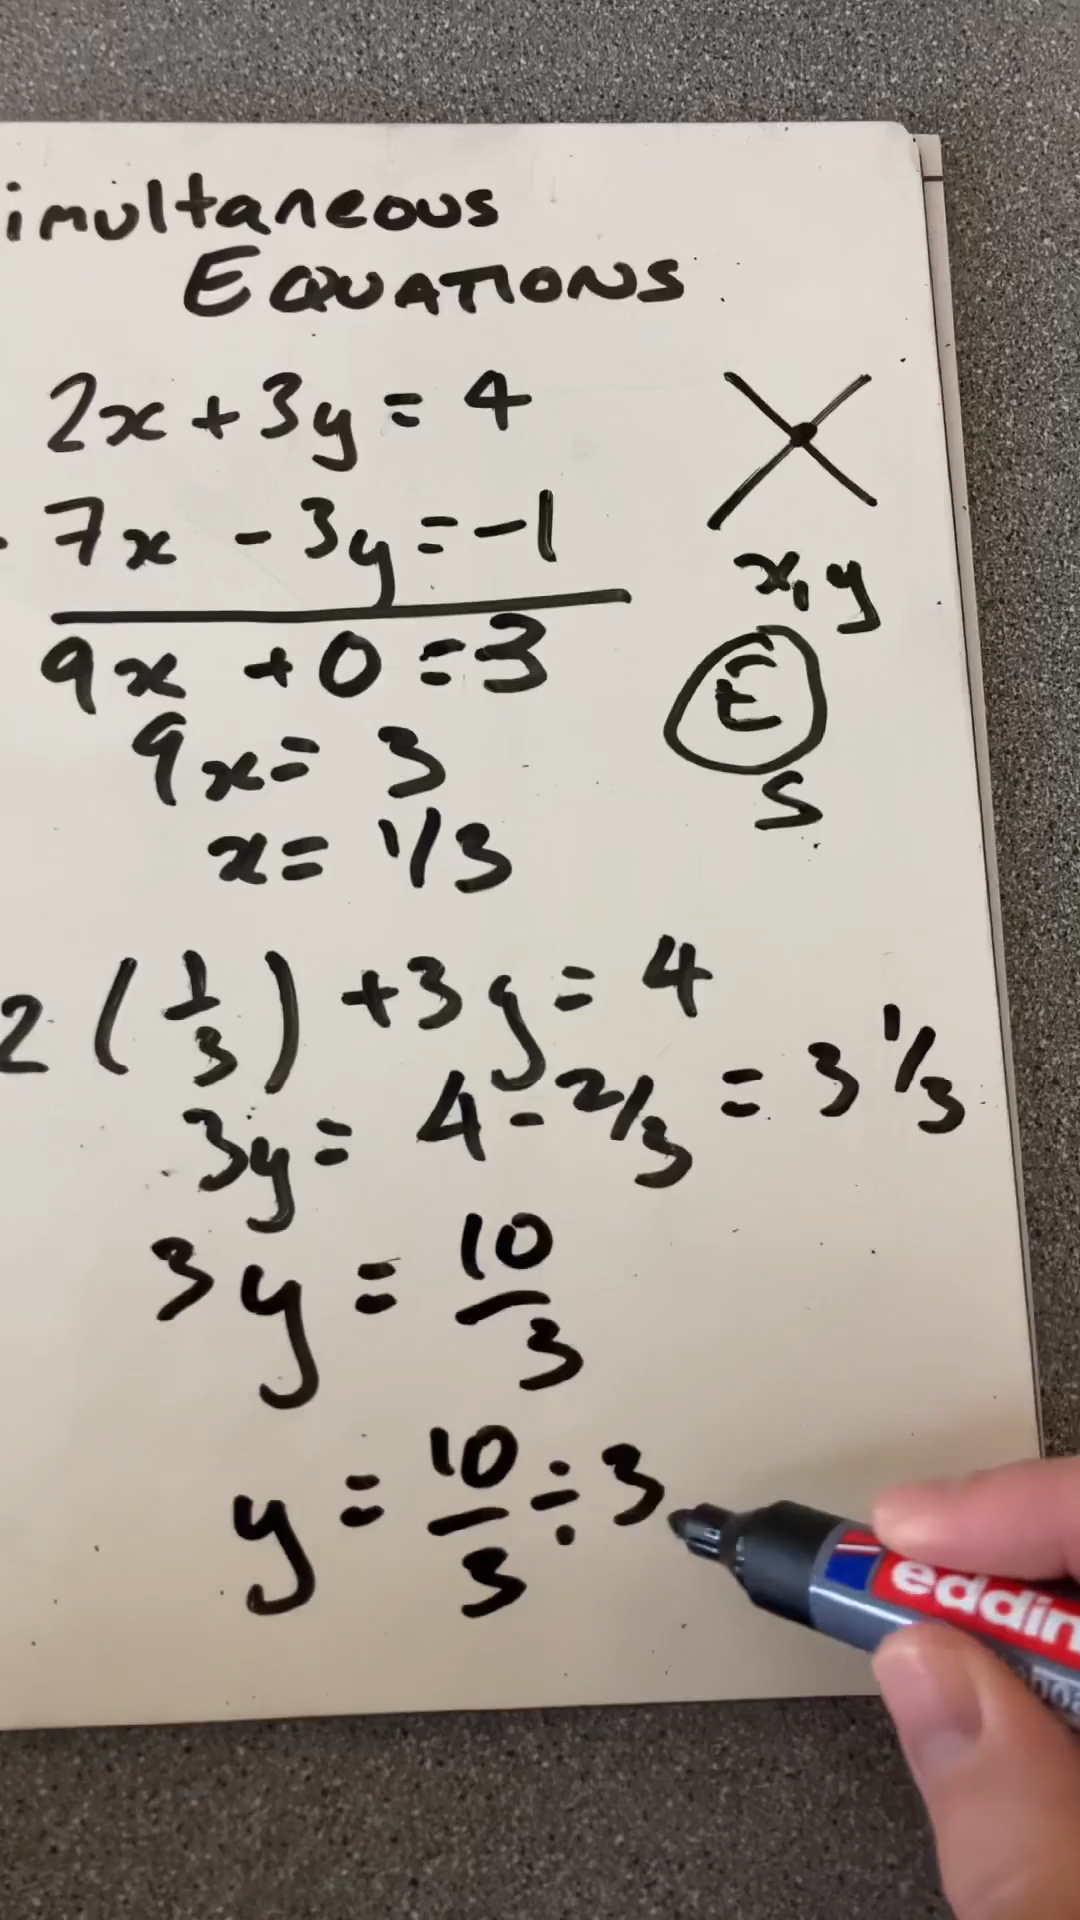 imultaneous
EQUATIONS
2x + 3y = 4
- 7x - 3y = -1
9x + 0 = 3
9x = 3
x = 1/3
x, y
E
S
2 ( 1/3 ) + 3y = 4
3y = 4 - 2/3 = 3 1/3
3y = 10/3
y = 10/3 ÷ 3
eddin